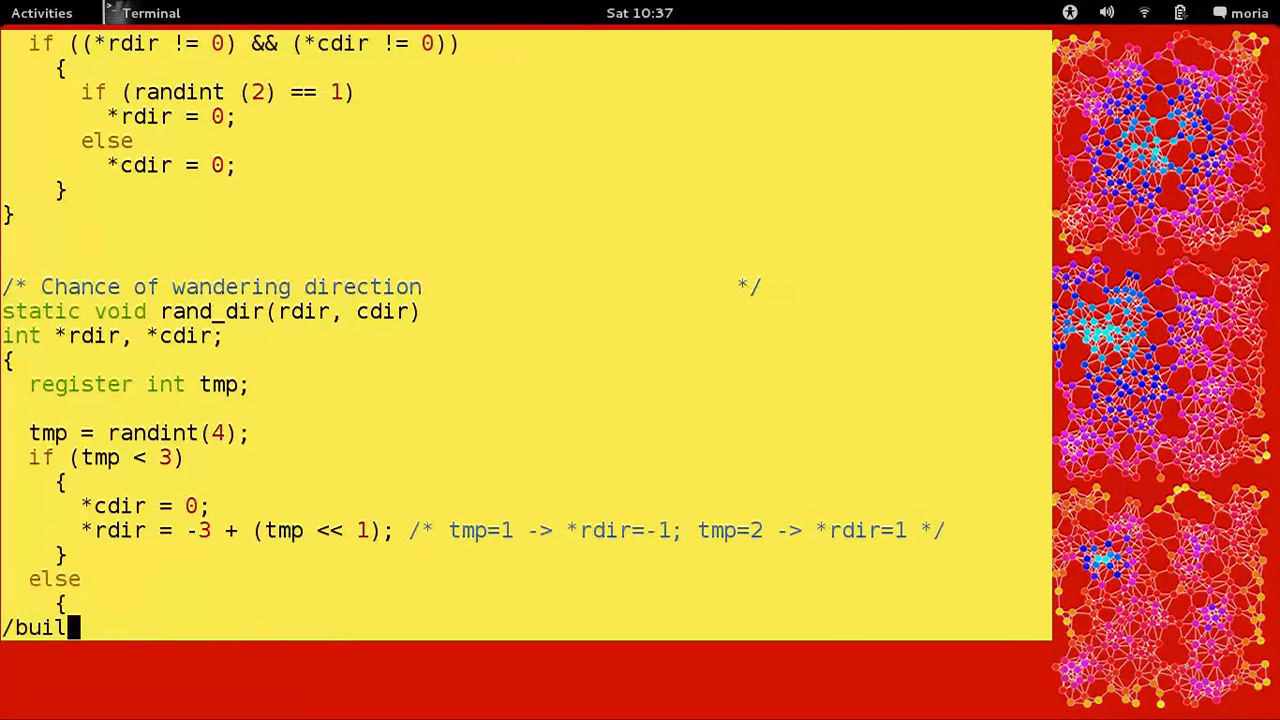 Activities Terminal Sat 10:37 moria
if ((*rdir != 0) && (*cdir != 0))
{
if (randint (2) == 1)
*rdir = 0;
else
*cdir = 0;
}
}
/* Chance of wandering direction */
static void rand_dir(rdir, cdir)
int *rdir, *cdir;
{
register int tmp;
tmp = randint(4);
if (tmp < 3)
{
*cdir = 0;
*rdir = -3 + (tmp << 1); /* tmp=1 -> *rdir=-1; tmp=2 -> *rdir=1 */
}
else
{
/buil